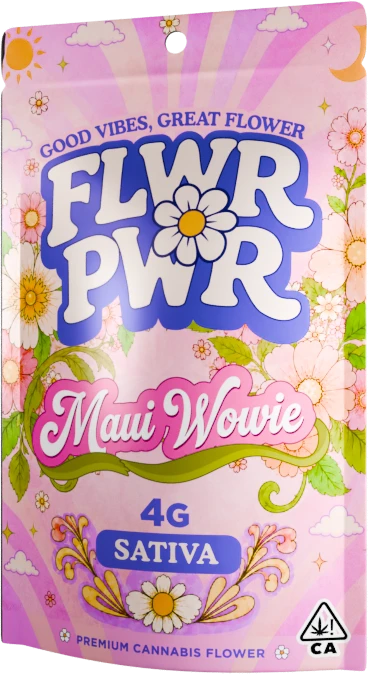 GOOD VIBES, GREAT FLOWER
FLWR
PWR
Maui Wowie
4G
SATIVA
PREMIUM CANNABIS FLOWER
!
CA